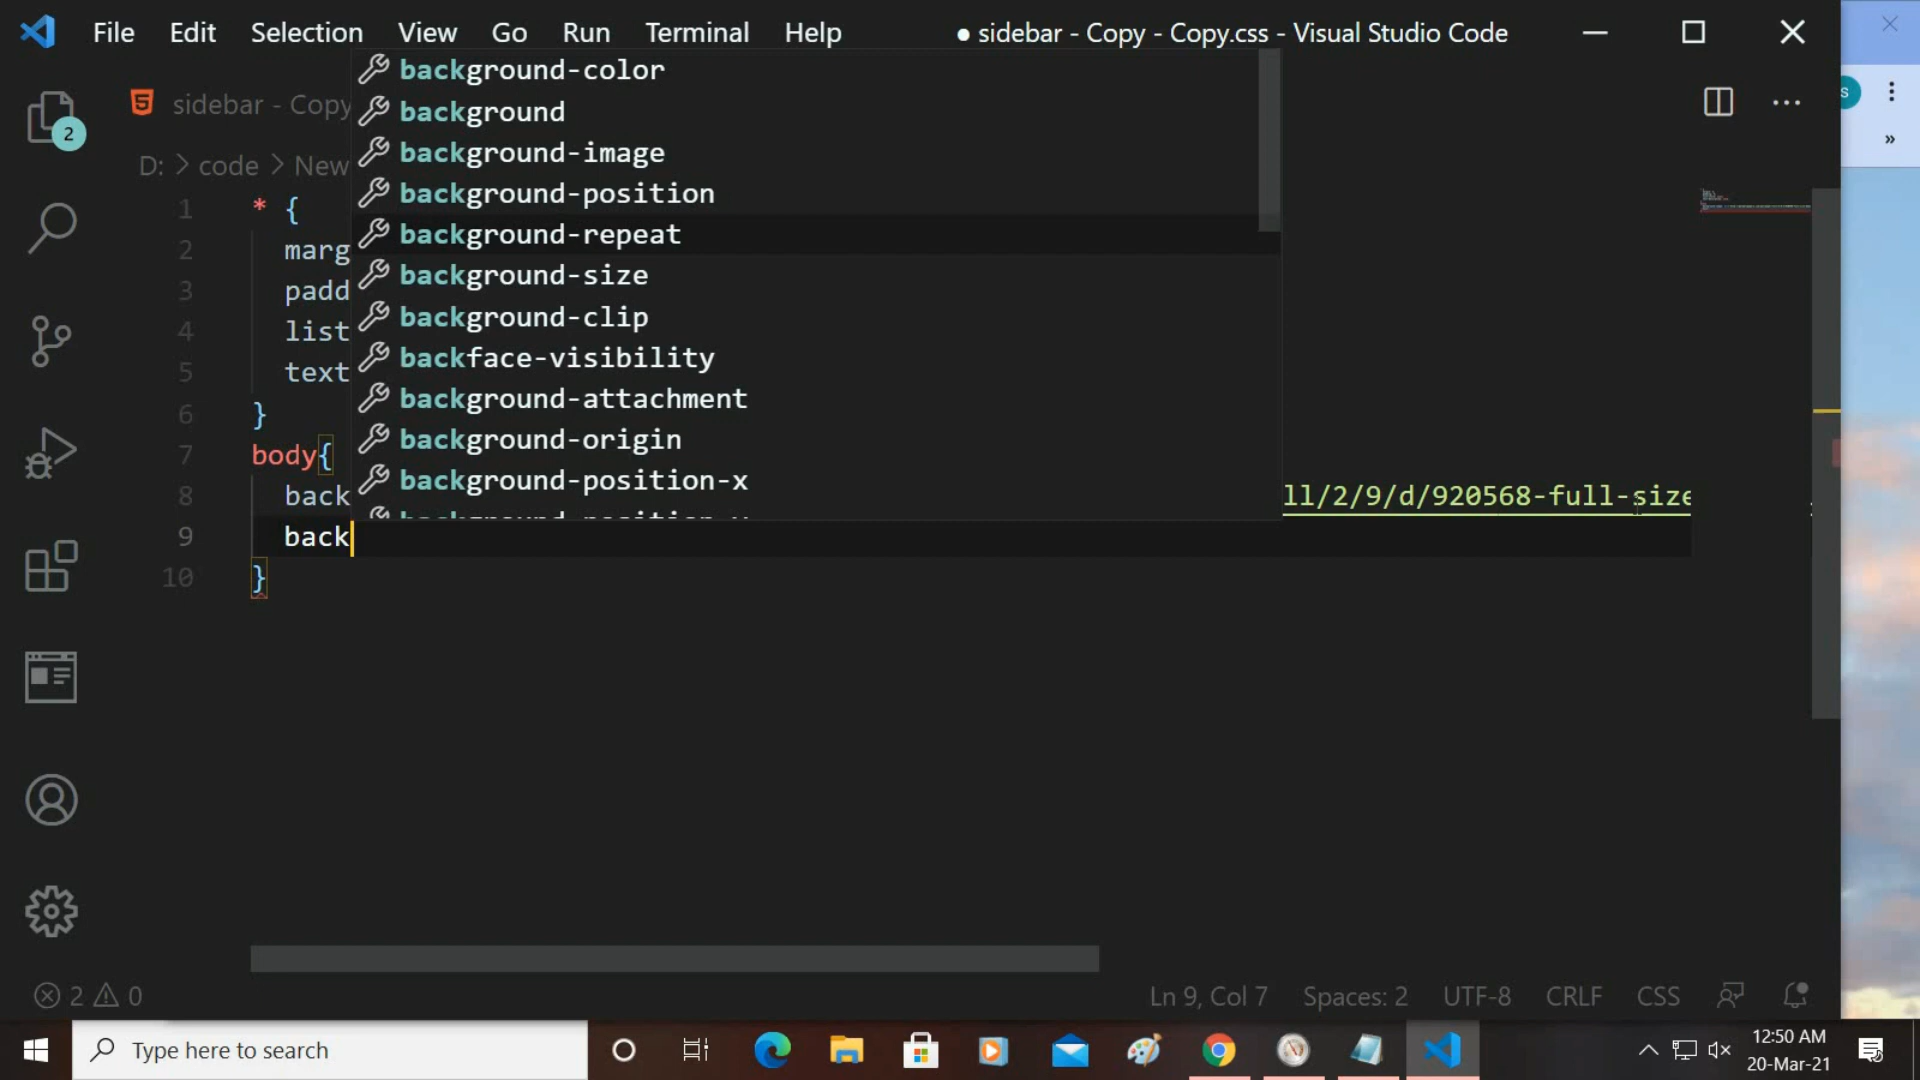 File Edit Selection View Go Run Terminal Help ● sidebar - Copy - Copy.css - Visual Studio Code
background-color
sidebar - Copy
background
2
s
»
background-image
D: > code > New
background-position
1 * {
background-repeat
2 marg
background-size
3 padd
background-clip
4 list
backface-visibility
5 text
background-attachment
6 }
background-origin
7 body{
background-position-x
8 back ll/2/9/d/920568-full-size
9 back
10 }
2 0 Ln 9, Col 7 Spaces: 2 UTF-8 CRLF CSS
Type here to search
12:50 AM
20-Mar-21